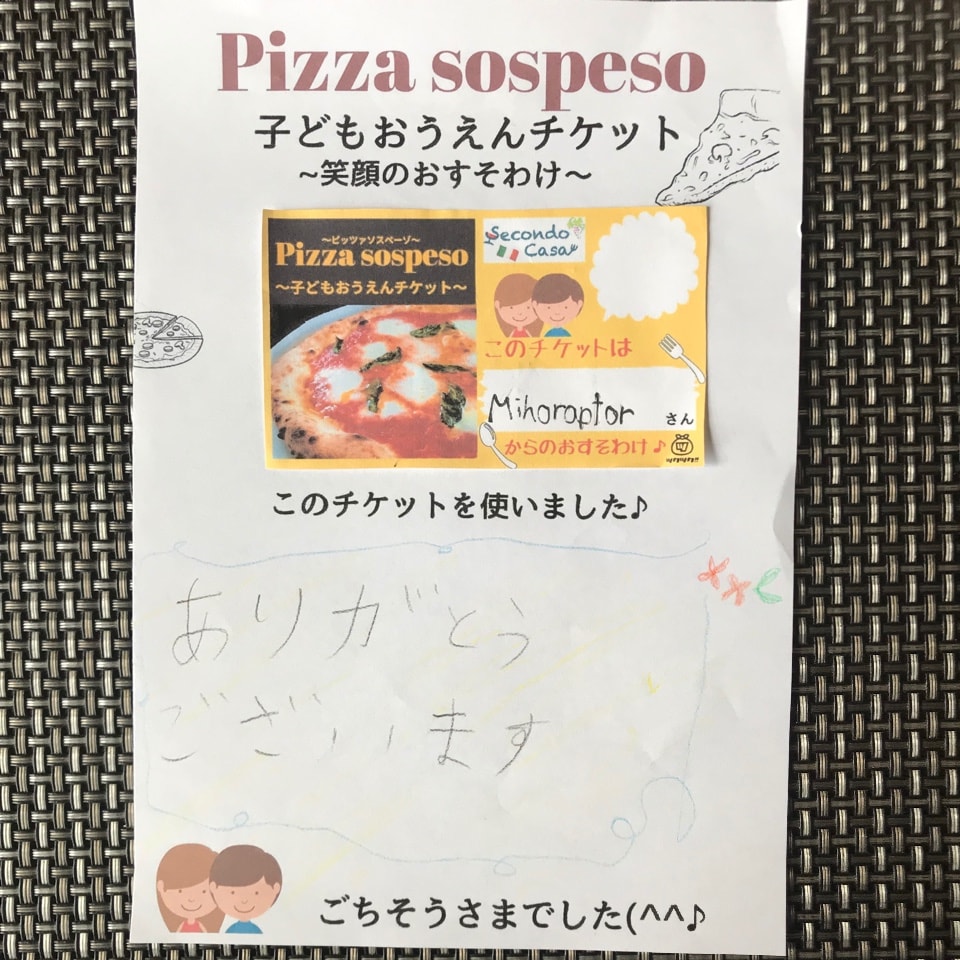 Pizza sospeso
子どもおうえんチケット
~笑顔のおすそわけ~
~ピッツァソスペーゾ~
Pizza sospeso
~子どもおうえんチケット~
Secondo
Casa
このチケットは
Mihoraptor さん
からのおすそわけ♪
このチケットを使いました♪
ありがとう
ございます
ごちそうさまでした(^^♪